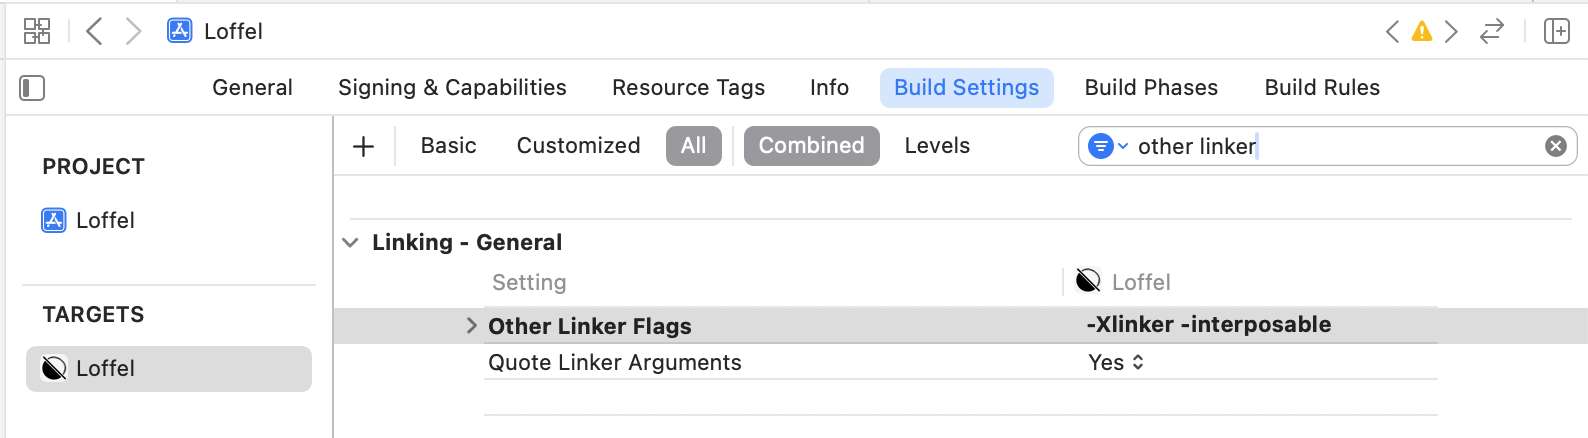 Loffel
General Signing & Capabilities Resource Tags Info Build Settings Build Phases Build Rules
Basic Customized All Combined Levels other linker
PROJECT
Loffel
TARGETS
Loffel
Linking - General
Setting Loffel
Other Linker Flags -Xlinker -interposable
Quote Linker Arguments Yes